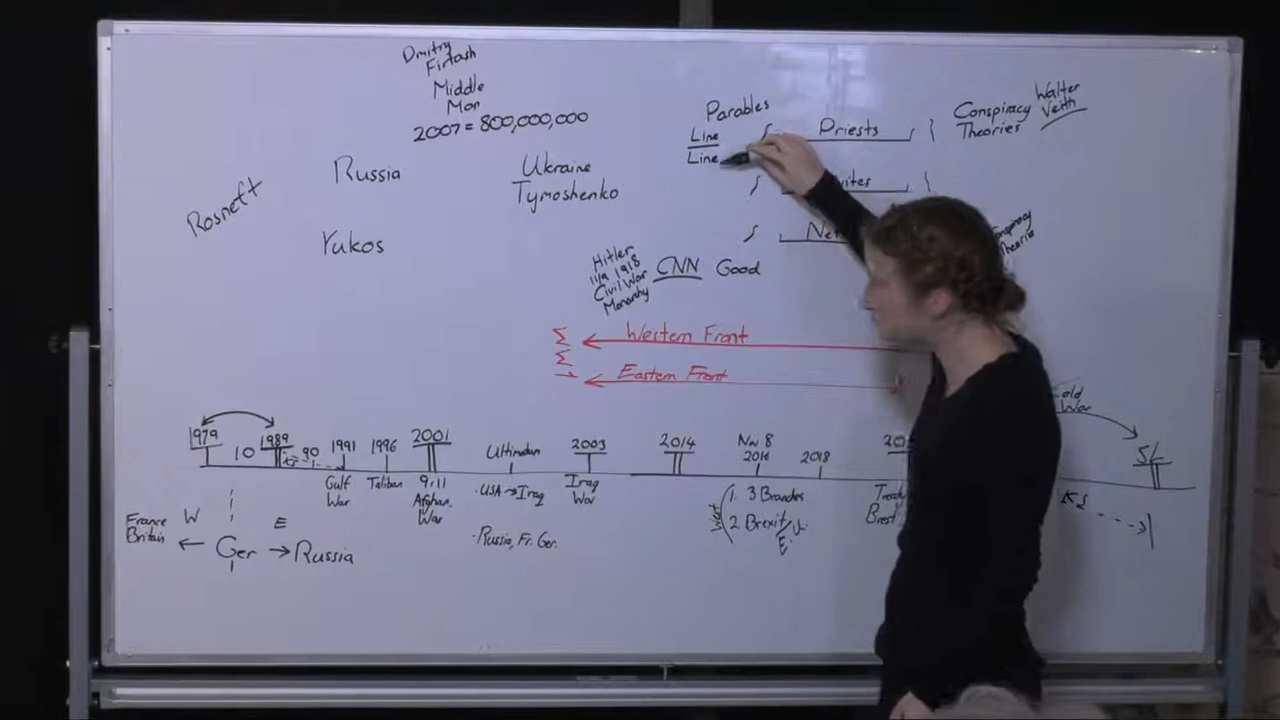 Dmitry
Firtash
Middle
Man
2007 = 800,000,000
Rosneft
Russia
Yukos
Ukraine
Tymoshenko
Parables
Line
Line
Priests
Conspiracy
Theories
Walter
Veith
Hitler
11/9 1918
Civil War
Monarchy
CNN Good
Western Front
Eastern Front
Cold
War
1979
10
1989
90
1991
1996
2001
Ultimatum
2003
2014
Nov 8
2016
2018
SL
Gulf
War
Taliban
9.11
Afghan.
War
· USA → Iraq
· Russia, Fr. Ger.
Iraq
War
1. 3 Branches
2 Brexit/U.
E.
Brest
France
Britain
W
E
← Ger → Russia